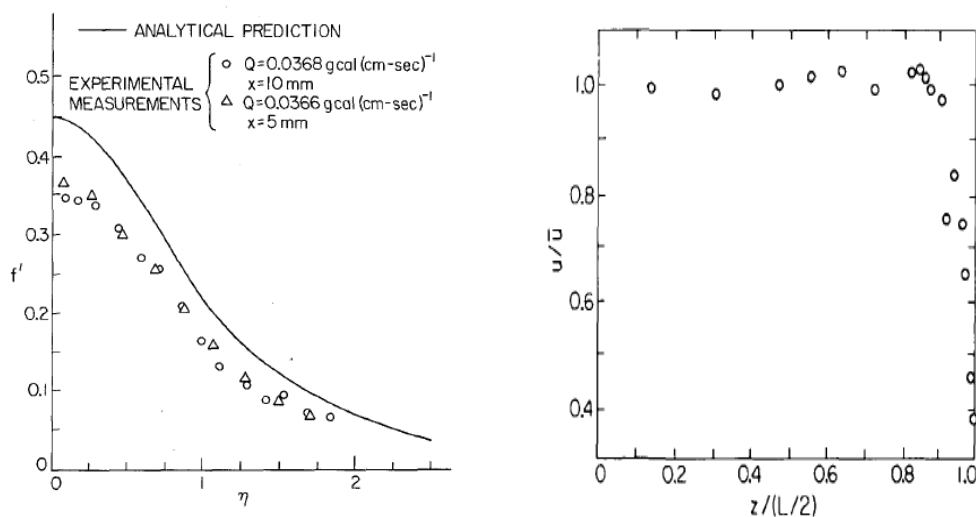 ANALYTICAL PREDICTION
EXPERIMENTAL MEASUREMENTS
Q=0.0368 gcal (cm-sec)⁻¹
x=10 mm
Q=0.0366 gcal (cm-sec)⁻¹
x=5 mm
0.5
0.4
0.3
f'
0.2
0.1
0
0 1 2
η
1.0
0.8
u/ū
0.6
0.4
0 0.2 0.4 0.6 0.8 1.0
z/(L/2)